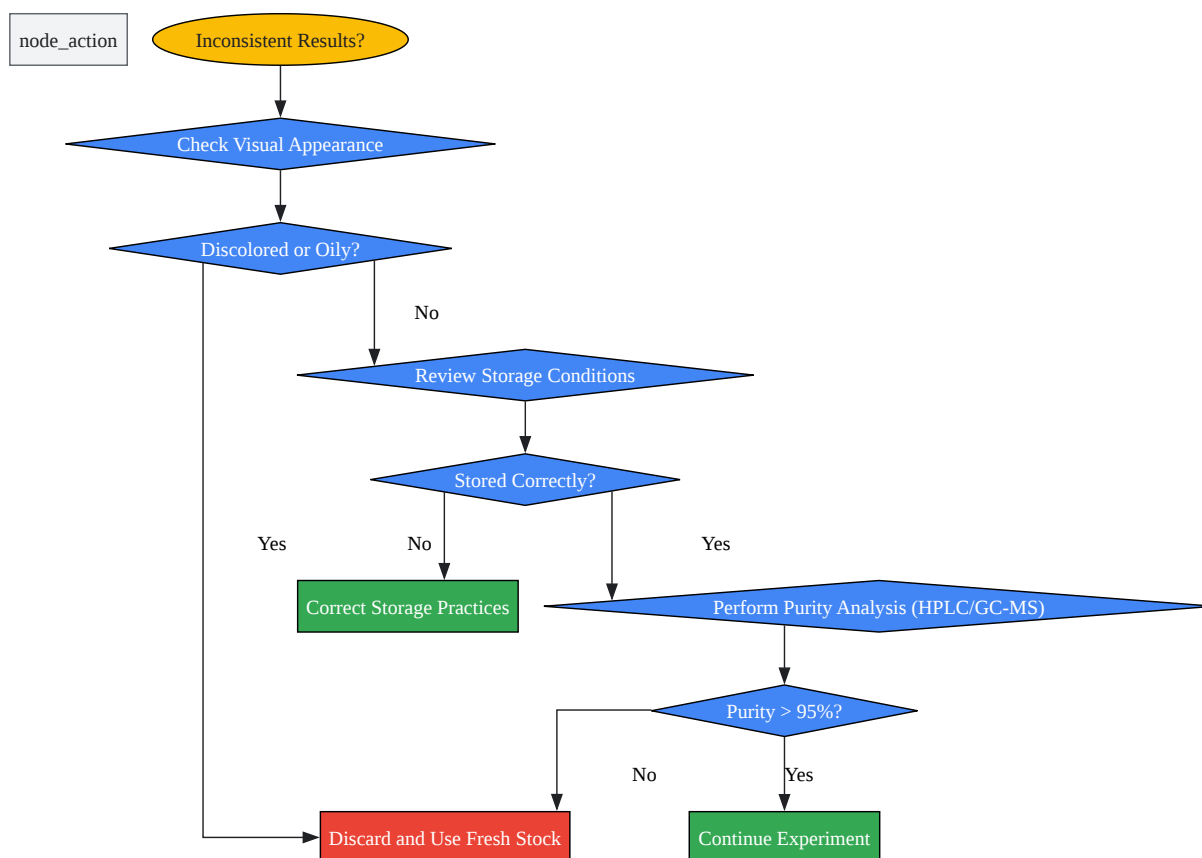 node_action
Inconsistent Results?
Check Visual Appearance
Discolored or Oily?
No
Review Storage Conditions
Stored Correctly?
Yes
No
Yes
Correct Storage Practices
Perform Purity Analysis (HPLC/GC-MS)
Purity > 95%?
No
Yes
Discard and Use Fresh Stock
Continue Experiment